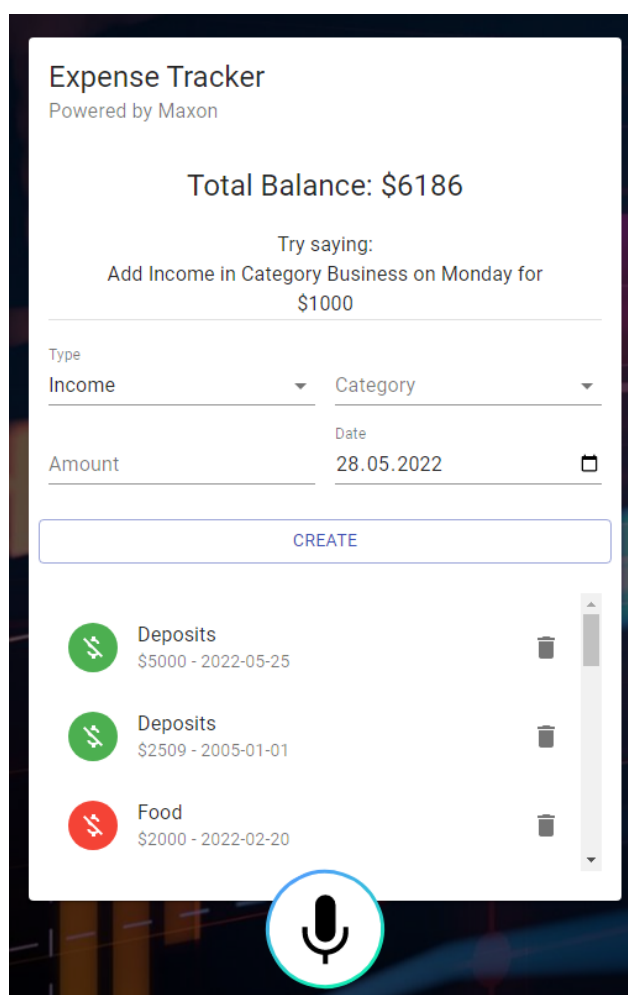 Expense Tracker
Powered by Maxon
Total Balance: $6186
Try saying:
Add Income in Category Business on Monday for
$1000
Type
Income
Category
Amount
Date
28.05.2022
CREATE
Deposits
$5000 - 2022-05-25
Deposits
$2509 - 2005-01-01
Food
$2000 - 2022-02-20